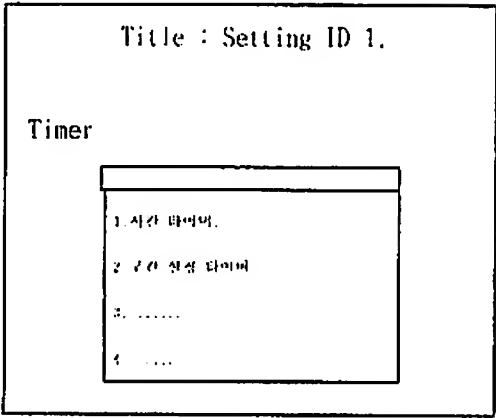 Title : Setting ID 1.
Timer
1.시간 타이머.
2.구간 설정 타이머
3. ......
4. ......